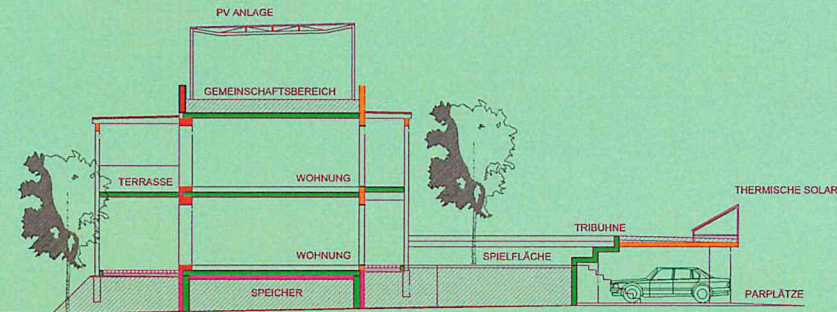 PV ANLAGE
GEMEINSCHAFTSBEREICH
TERRASSE
WOHNUNG
THERMISCHE SOLAR
TRIBÜHNE
WOHNUNG
SPIELFLÄCHE
SPEICHER
PARPLÄTZE